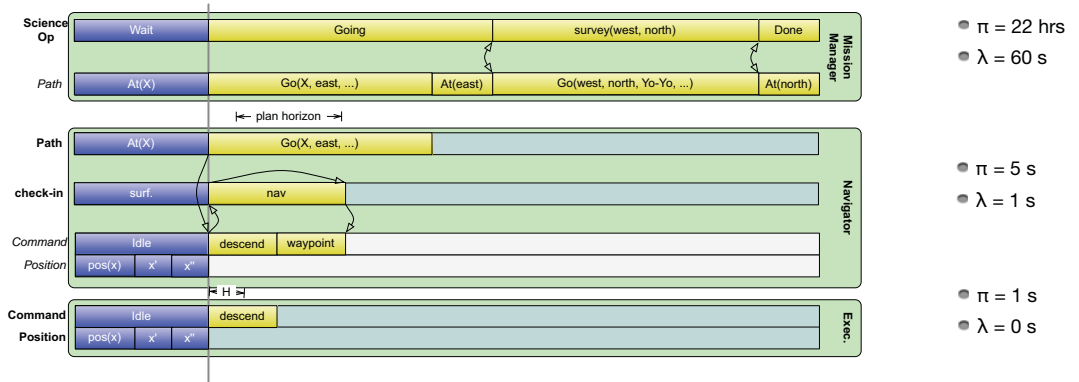 Science Op
Wait
Going
survey(west, north)
Done
Path
At(X)
Go(X, east, ...)
At(east)
Go(west, north, Yo-Yo, ...)
At(north)
Mission Manager
π = 22 hrs
λ = 60 s
plan horizon
Path
At(X)
Go(X, east, ...)
check-in
surf.
nav
Command
Idle
descend
waypoint
Position
pos(x)
x'
x"
Navigator
π = 5 s
λ = 1 s
H
Command
Idle
descend
Position
pos(x)
x'
x"
Exec.
π = 1 s
λ = 0 s